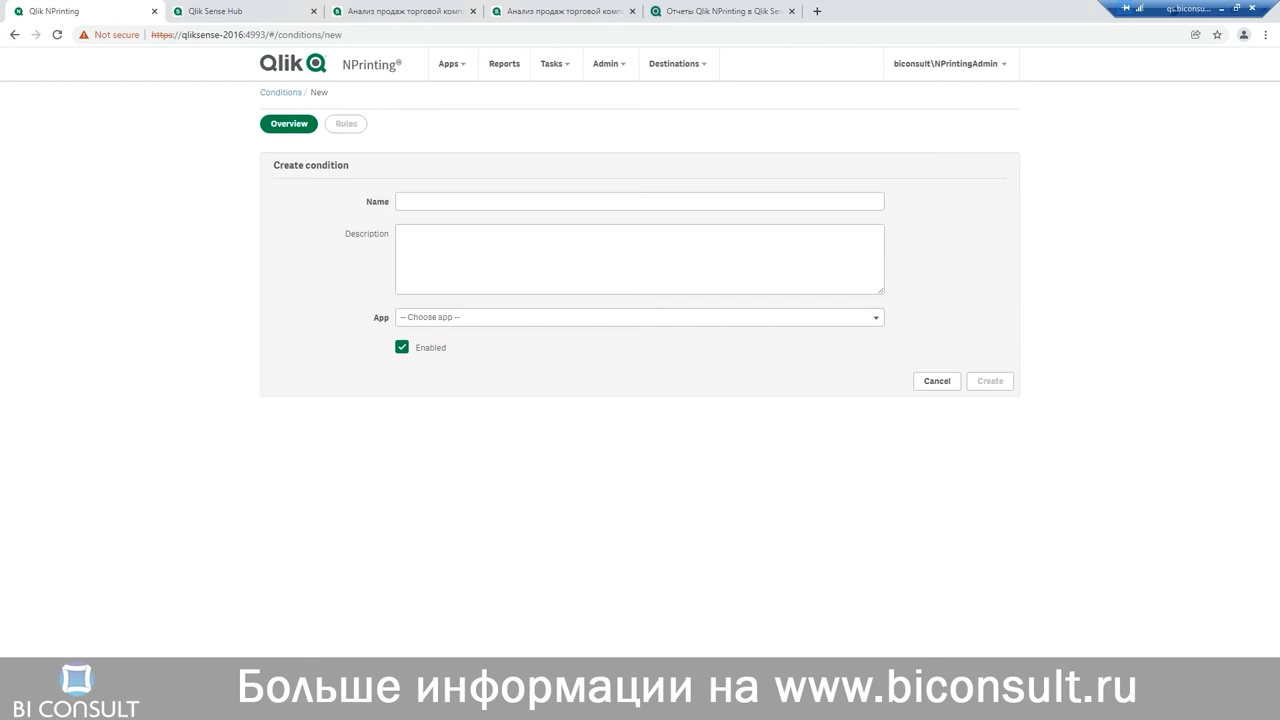 Qlik NPrinting
Qlik Sense Hub
Анализ продаж торговой комп
Анализ продаж торговой комп
Отчеты Qlik NPrinting в Qlik Ser
qs.biconsu...
Not secure
https://qliksense-2016:4993/#/conditions/new
Qlik NPrinting®
Apps
Reports
Tasks
Admin
Destinations
biconsult\NPrintingAdmin
Conditions / New
Overview
Rules
Create condition
Name
Description
App
-- Choose app --
Enabled
Cancel
Create
Больше информации на www.biconsult.ru
BI CONSULT